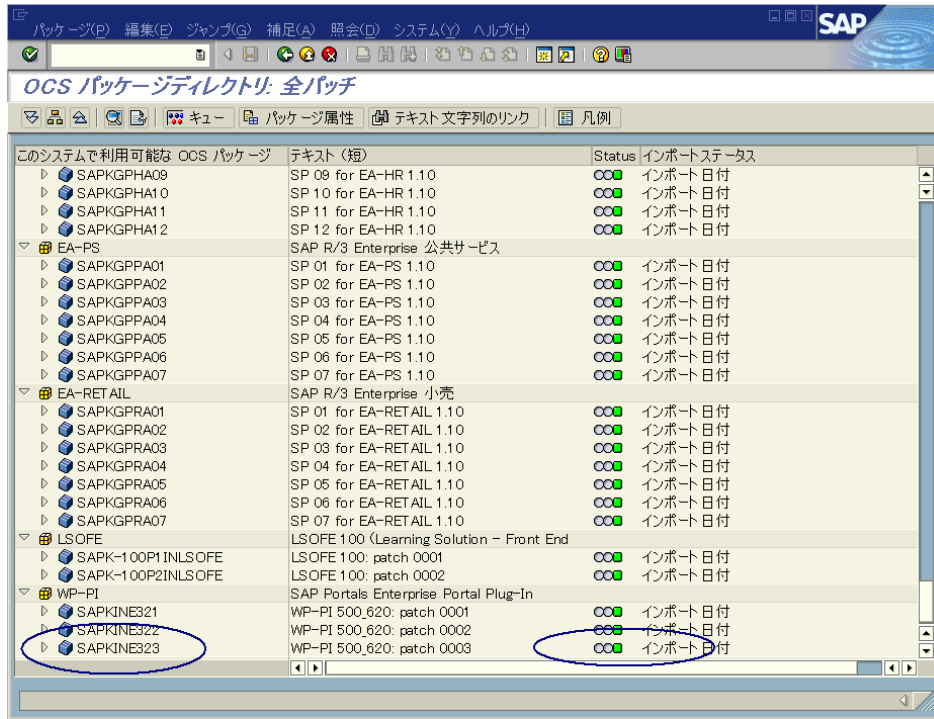 パッケージ(P) 編集(E) ジャンプ(G) 補足(A) 照会(D) システム(Y) ヘルプ(H)
SAP
OCS パッケージディレクトリ: 全パッチ
キュー パッケージ属性 テキスト文字列のリンク 凡例
このシステムで利用可能な OCS パッケージ テキスト (短) Status インポートステータス
SAPKGPHA09 SP 09 for EA-HR 1.10 インポート日付
SAPKGPHA10 SP 10 for EA-HR 1.10 インポート日付
SAPKGPHA11 SP 11 for EA-HR 1.10 インポート日付
SAPKGPHA12 SP 12 for EA-HR 1.10 インポート日付
EA-PS SAP R/3 Enterprise 公共サービス
SAPKGPPA01 SP 01 for EA-PS 1.10 インポート日付
SAPKGPPA02 SP 02 for EA-PS 1.10 インポート日付
SAPKGPPA03 SP 03 for EA-PS 1.10 インポート日付
SAPKGPPA04 SP 04 for EA-PS 1.10 インポート日付
SAPKGPPA05 SP 05 for EA-PS 1.10 インポート日付
SAPKGPPA06 SP 06 for EA-PS 1.10 インポート日付
SAPKGPPA07 SP 07 for EA-PS 1.10 インポート日付
EA-RETAIL SAP R/3 Enterprise 小売
SAPKGPRA01 SP 01 for EA-RETAIL 1.10 インポート日付
SAPKGPRA02 SP 02 for EA-RETAIL 1.10 インポート日付
SAPKGPRA03 SP 03 for EA-RETAIL 1.10 インポート日付
SAPKGPRA04 SP 04 for EA-RETAIL 1.10 インポート日付
SAPKGPRA05 SP 05 for EA-RETAIL 1.10 インポート日付
SAPKGPRA06 SP 06 for EA-RETAIL 1.10 インポート日付
SAPKGPRA07 SP 07 for EA-RETAIL 1.10 インポート日付
LSOFE LSOFE 100 (Learning Solution - Front End
SAPK-100P1INLSOFE LSOFE 100: patch 0001 インポート日付
SAPK-100P2INLSOFE LSOFE 100: patch 0002 インポート日付
WP-PI SAP Portals Enterprise Portal Plug-In
SAPKINE321 WP-PI 500_620: patch 0001 インポート日付
SAPKINE322 WP-PI 500_620: patch 0002 インポート日付
SAPKINE323 WP-PI 500_620: patch 0003 インポート日付